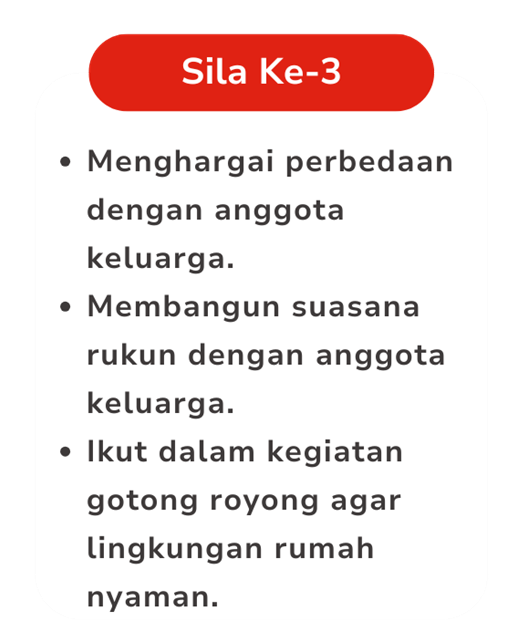 Sila Ke-3
• Menghargai perbedaan
dengan anggota
keluarga.
• Membangun suasana
rukun dengan anggota
keluarga.
• Ikut dalam kegiatan
gotong royong agar
lingkungan rumah
nyaman.